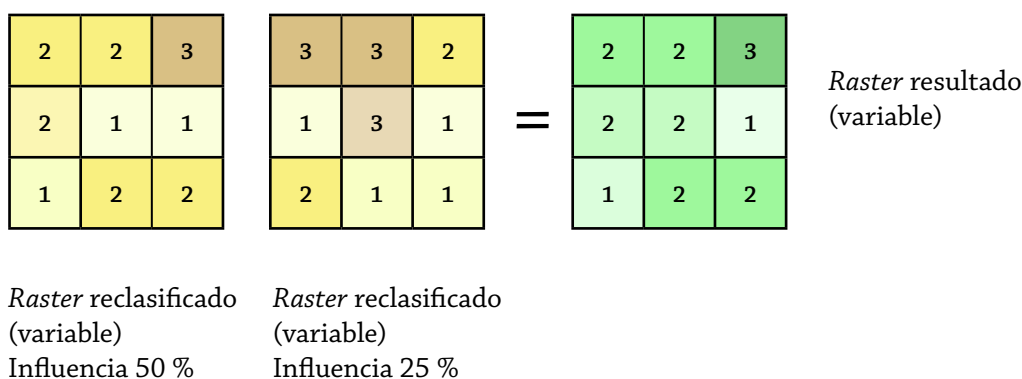 2 2 3 3 3 2 2 2 3
2 1 1 1 3 1 = 2 2 1
1 2 2 2 1 1 1 2 2
Raster resultado
(variable)
Raster reclasificado
(variable)
Influencia 50 %
Raster reclasificado
(variable)
Influencia 25 %